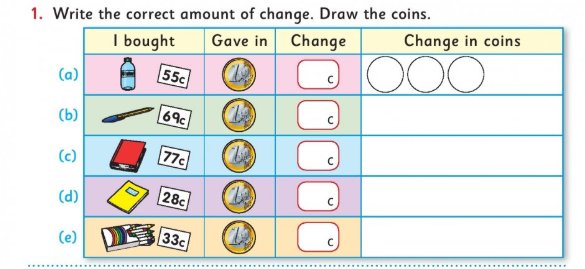 1. Write the correct amount of change. Draw the coins.
I bought Gave in Change Change in coins
(a) 55c 1 c
(b) 69c 1 c
(c) 77c 1 c
(d) 28c 1 c
(e) 33c 1 c